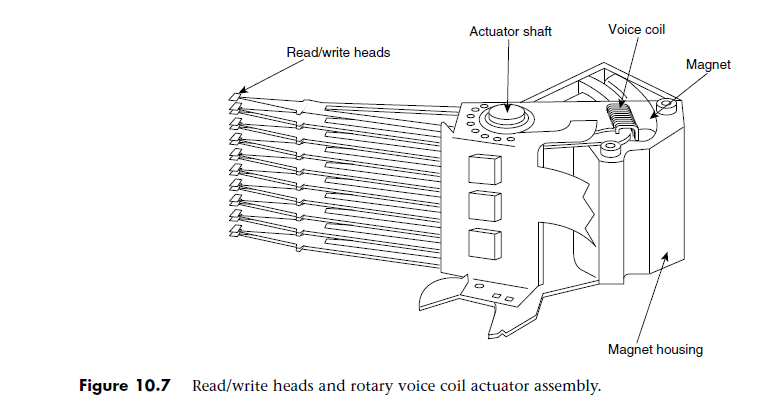 Actuator shaft
Voice coil
Read/write heads
Magnet
Magnet housing
Figure 10.7 Read/write heads and rotary voice coil actuator assembly.